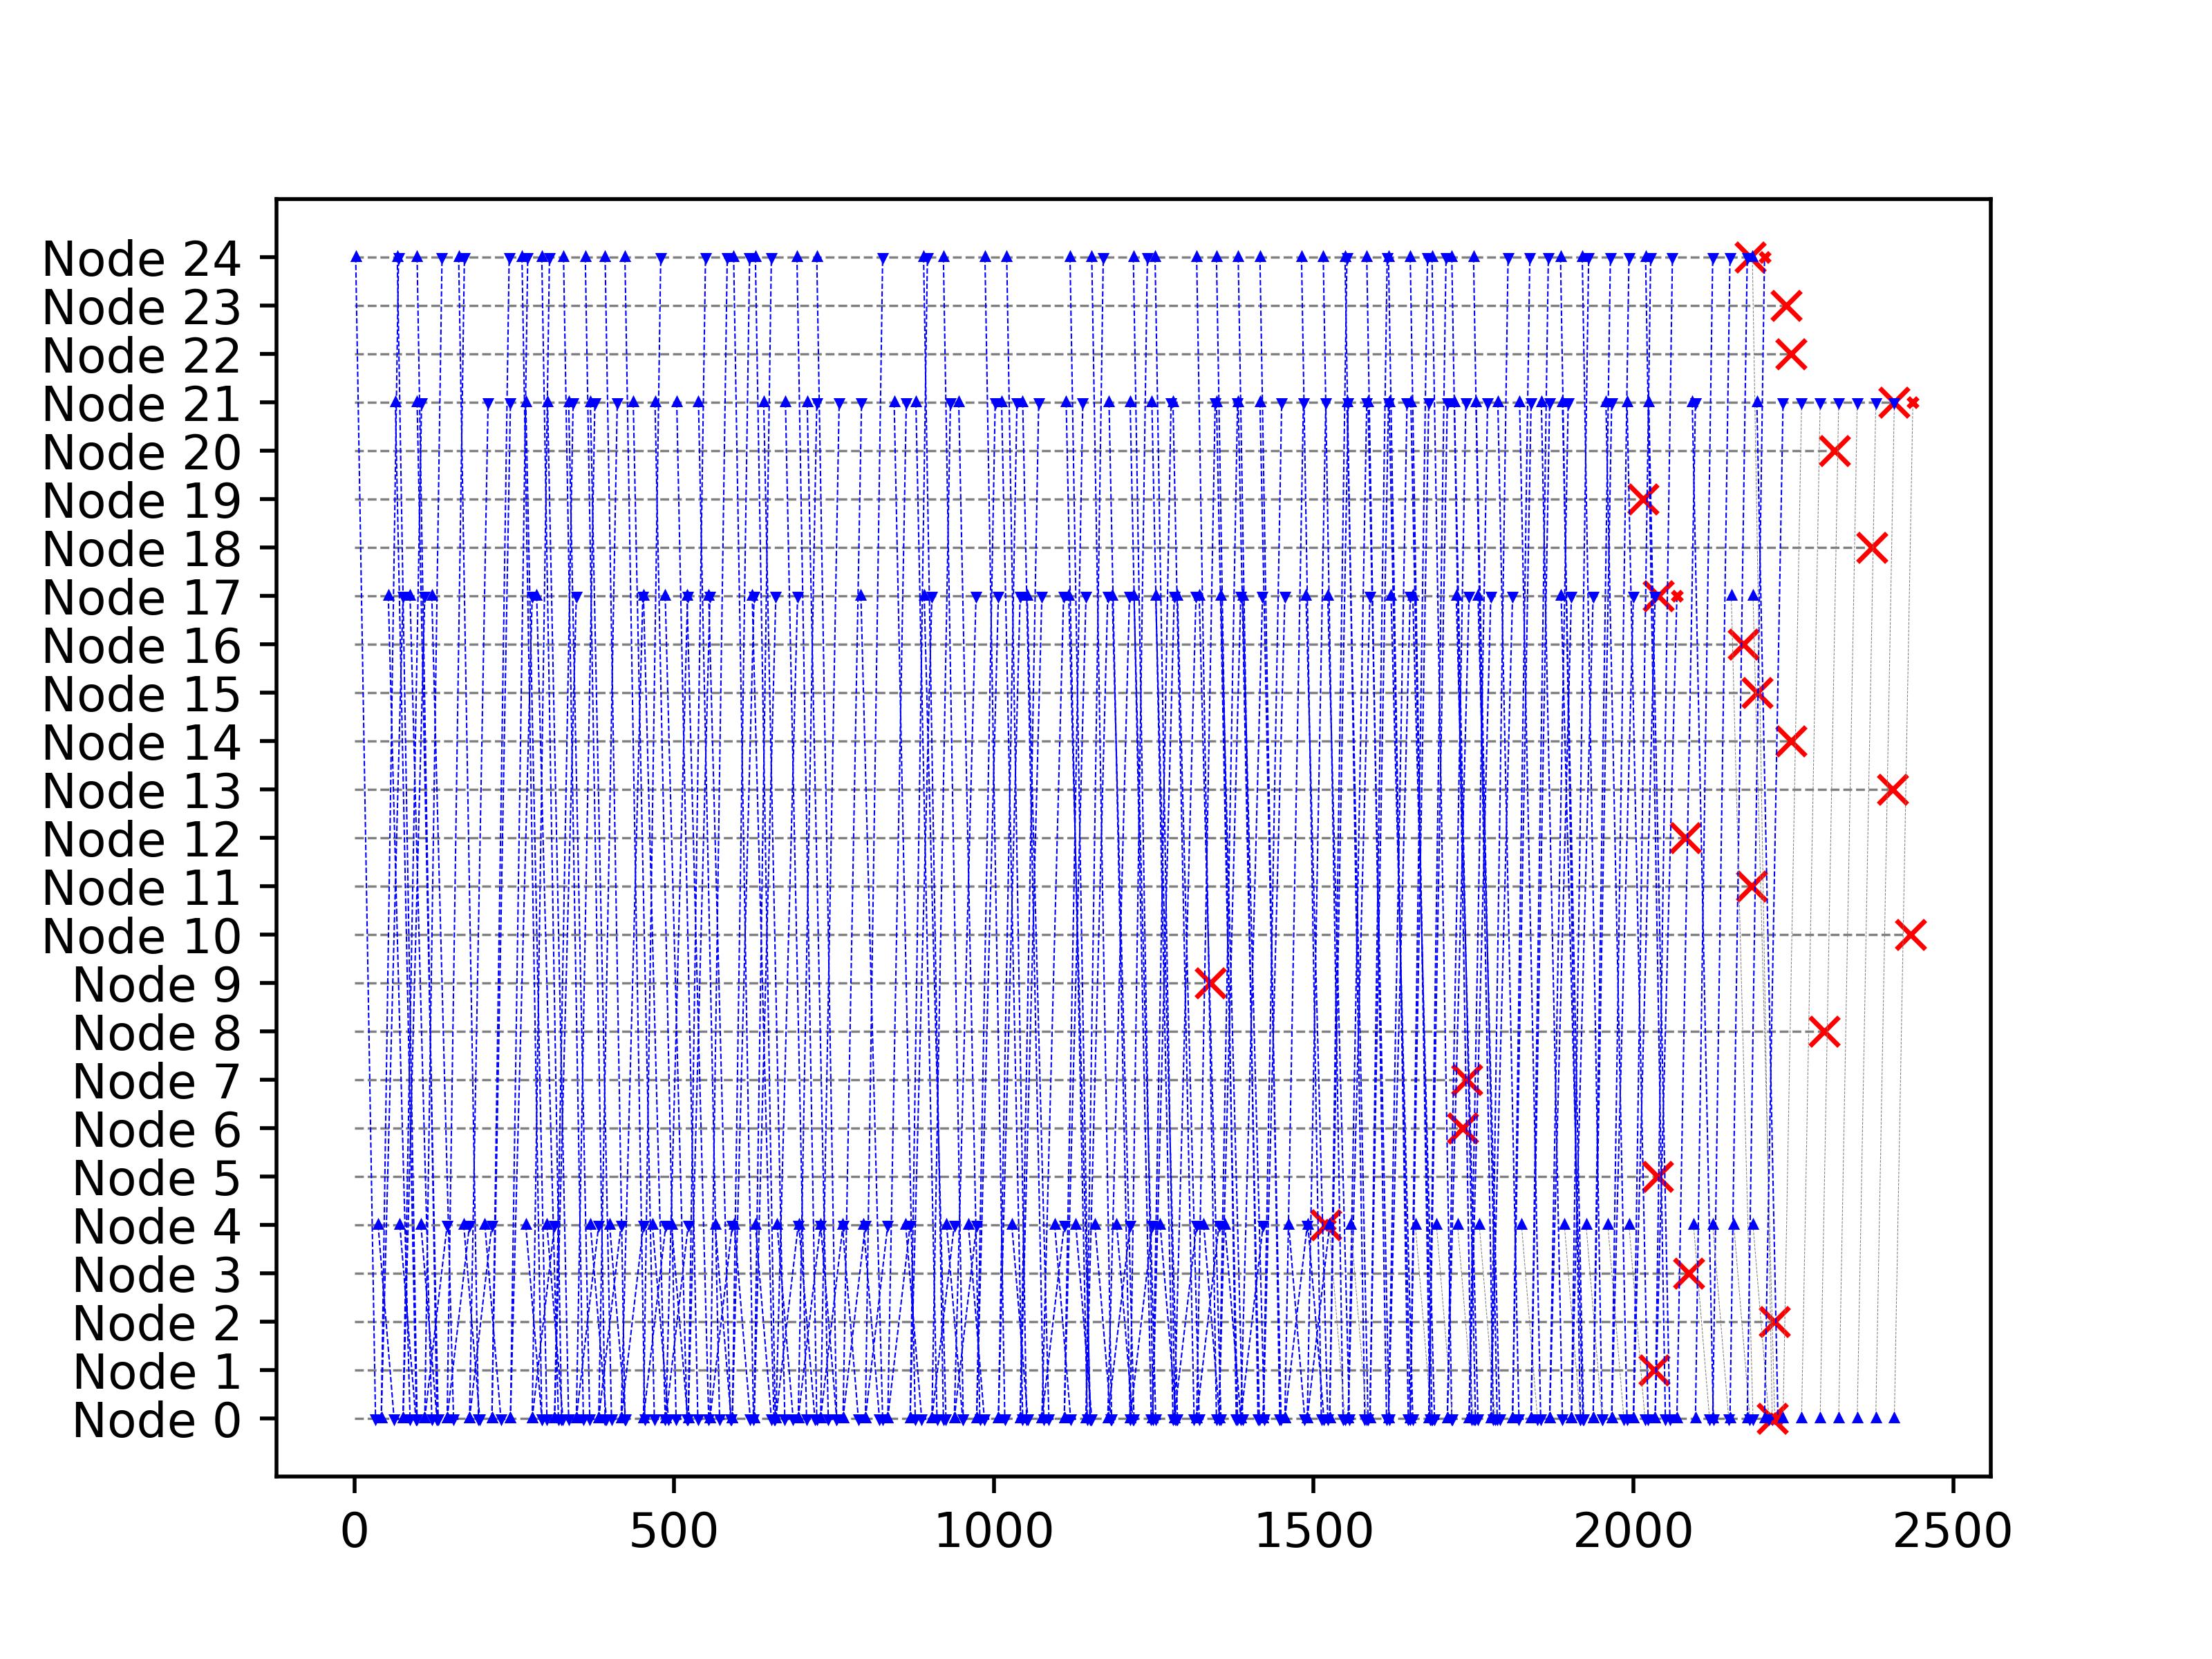 Node 24
Node 23
Node 22
Node 21
Node 20
Node 19
Node 18
Node 17
Node 16
Node 15
Node 14
Node 13
Node 12
Node 11
Node 10
Node 9
Node 8
Node 7
Node 6
Node 5
Node 4
Node 3
Node 2
Node 1
Node 0
0 500 1000 1500 2000 2500